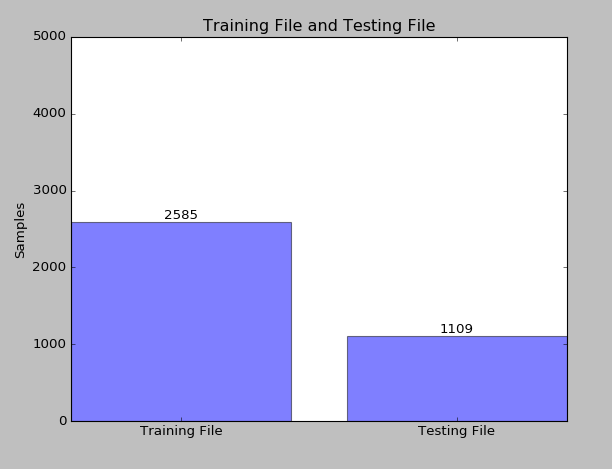 Training File and Testing File
5000
4000
3000
2000
1000
0
Samples
2585
1109
Training File
Testing File